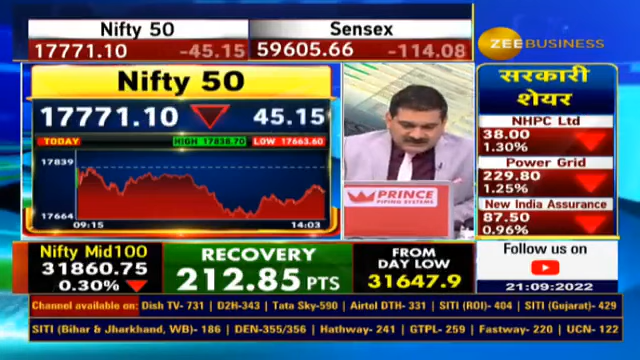 Nifty 50
17771.10 -45.15
Sensex
59605.66 -114.08
ZEE BUSINESS
Nifty 50
17771.10 45.15
TODAY
HIGH 17838.70
LOW 17663.60
17839
17664
09:15
14:03
PRINCE
PIPING SYSTEMS
सरकारी
शेयर
NHPC Ltd
38.00
1.30%
Power Grid
229.80
1.25%
New India Assurance
87.50
0.96%
Nifty Mid100
31860.75
0.30%
RECOVERY
212.85 PTS
FROM
DAY LOW
31647.9
Follow us on
21:09:2022
Channel available on: Dish TV- 731 | D2H-343 | Tata Sky-590 | Airtel DTH- 331 | SITI (ROI)- 404 | SITI (Gujarat)- 429
SITI (Bihar & Jharkhand, WB)- 186 | DEN-355/356 | Hathway- 241 | GTPL- 259 | Fastway- 220 | UCN- 122